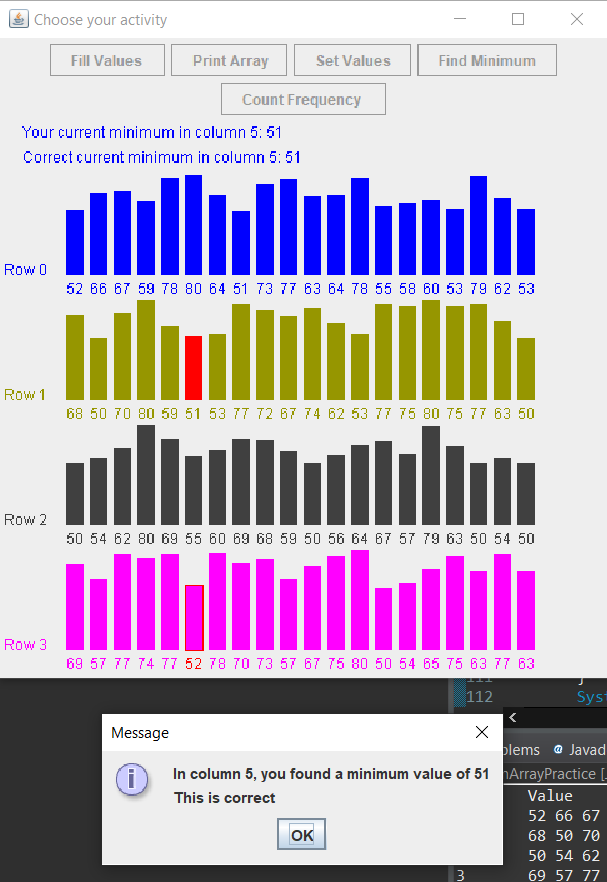 Choose your activity
Fill Values Print Array Set Values Find Minimum
Count Frequency
Your current minimum in column 5: 51
Correct current minimum in column 5: 51
Row 0
52 66 67 59 78 80 64 51 73 77 63 64 78 55 58 60 53 79 62 53
Row 1
68 50 70 80 59 51 53 77 72 67 74 62 53 77 75 80 75 77 63 50
Row 2
50 54 62 80 69 55 60 69 68 59 50 56 64 67 57 79 63 50 54 50
Row 3
69 57 77 74 77 52 78 70 73 57 67 75 80 50 54 65 75 63 77 63
112 Syst
Message
In column 5, you found a minimum value of 51
This is correct
OK
blems @ Javad
nArrayPractice [
Value
52 66 67
68 50 70
50 54 62
3 69 57 77